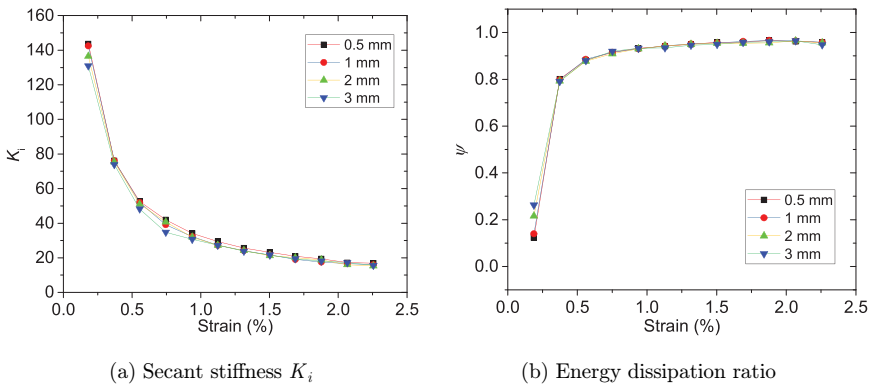 160
140
120
100
80
60
40
20
0
K_i
0.0 0.5 1.0 1.5 2.0 2.5
Strain (%)
0.5 mm
1 mm
2 mm
3 mm
(a) Secant stiffness K_i
1.0
0.8
0.6
0.4
0.2
0.0
ψ
0.0 0.5 1.0 1.5 2.0 2.5
Strain (%)
0.5 mm
1 mm
2 mm
3 mm
(b) Energy dissipation ratio